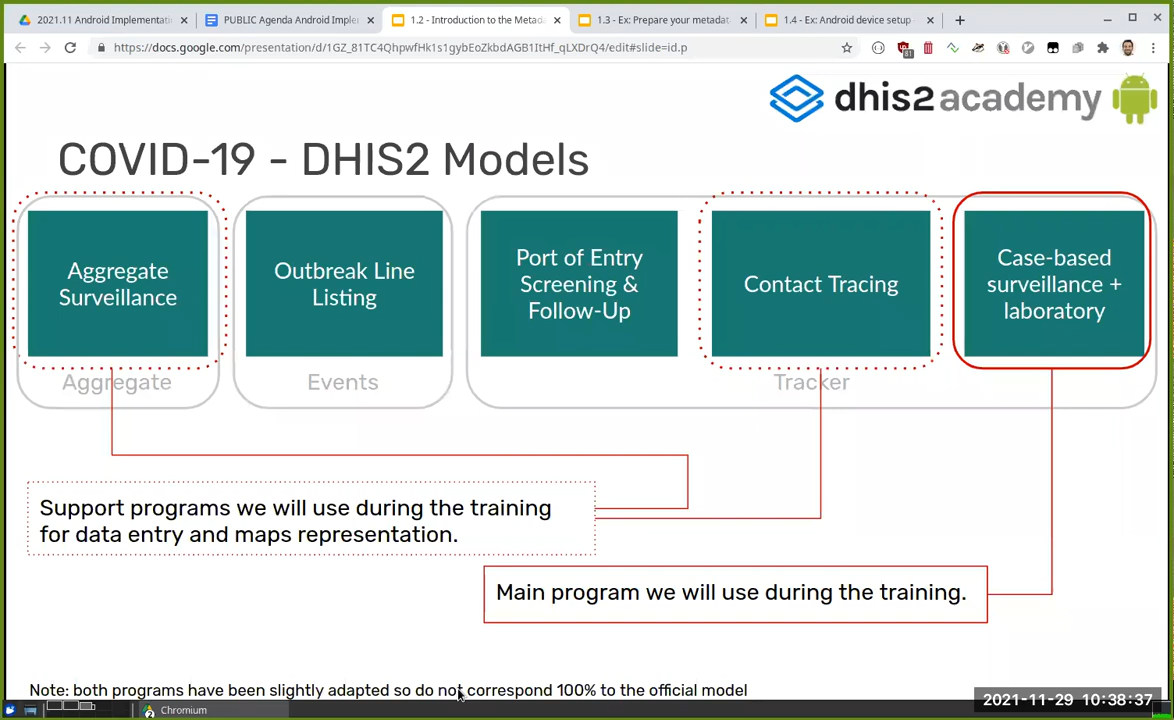 2021.11 Android Implementati
PUBLIC Agenda Android Imple
1.2 - Introduction to the Metad
1.3 - Ex: Prepare your metadat
1.4 - Ex: Android device setup -
https://docs.google.com/presentation/d/1GZ_81TC4QhpwfHk1s1gybEoZkbdAGB1ItHf_qLXDrQ4/edit#slide=id.p
31
dhis2academy
COVID-19 - DHIS2 Models
Aggregate
Surveillance
Outbreak Line
Listing
Port of Entry
Screening &
Follow-Up
Contact Tracing
Case-based
surveillance +
laboratory
Aggregate
Events
Tracker
Support programs we will use during the training
for data entry and maps representation.
Main program we will use during the training.
Note: both programs have been slightly adapted so do not correspond 100% to the official model
2021-11-29 10:38:37
Chromium